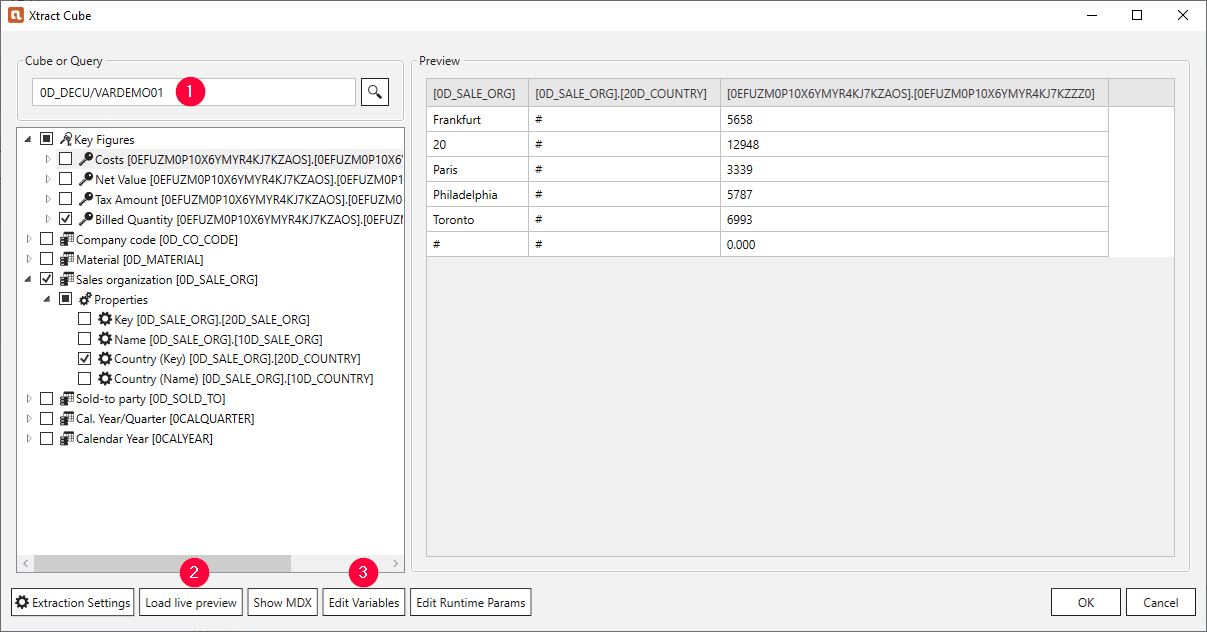 Xtract Cube
Cube or Query
0D_DECU/VARDEMO01
1
Key Figures
Costs [0EFUZM0P10X6YMYR4KJ7KZAOS].[0EFUZM0P10X6Y
Net Value [0EFUZM0P10X6YMYR4KJ7KZAOS].[0EFUZM0P1
Tax Amount [0EFUZM0P10X6YMYR4KJ7KZAOS].[0EFUZM0
Billed Quantity [0EFUZM0P10X6YMYR4KJ7KZAOS].[0EFUZ
Company code [0D_CO_CODE]
Material [0D_MATERIAL]
Sales organization [0D_SALE_ORG]
Properties
Key [0D_SALE_ORG].[20D_SALE_ORG]
Name [0D_SALE_ORG].[10D_SALE_ORG]
Country (Key) [0D_SALE_ORG].[20D_COUNTRY]
Country (Name) [0D_SALE_ORG].[10D_COUNTRY]
Sold-to party [0D_SOLD_TO]
Cal. Year/Quarter [0CALQUARTER]
Calendar Year [0CALYEAR]
Preview
[0D_SALE_ORG] [0D_SALE_ORG].[20D_COUNTRY] [0EFUZM0P10X6YMYR4KJ7KZAOS].[0EFUZM0P10X6YMYR4KJ7KZZZ0]
Frankfurt # 5658
20 # 12948
Paris # 3339
Philadelphia # 5787
Toronto # 6993
# # 0.000
2 3
Extraction Settings Load live preview Show MDX Edit Variables Edit Runtime Params OK Cancel